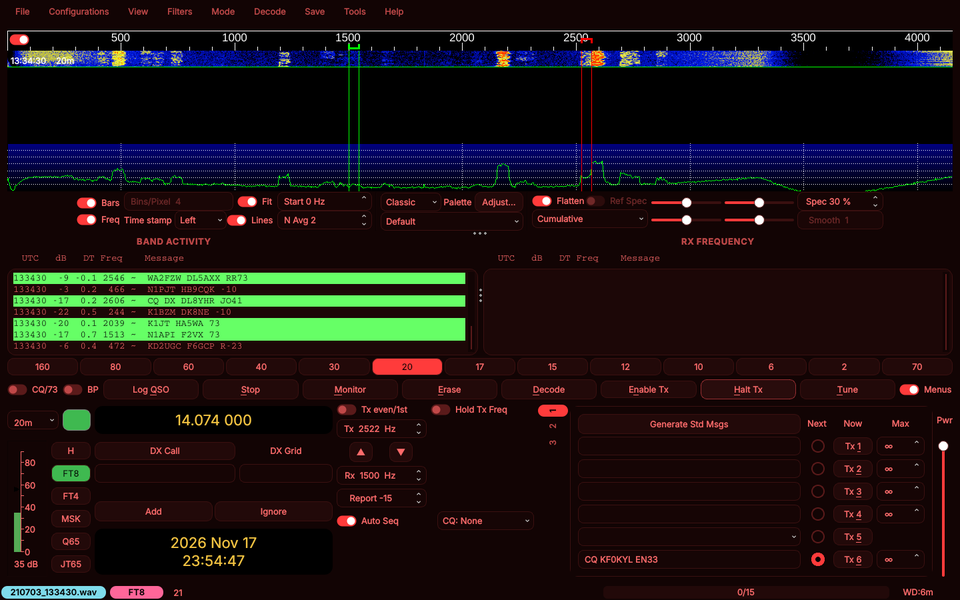 File Configurations View Filters Mode Decode Save Tools Help
500 1000 1500 2000 2500 3000 3500 4000
13:34:30 20m
Bars Bins/Pixel 4 Fit Start 0 Hz Classic Palette Adjust... Flatten Ref Spec Spec 30 %
Freq Time stamp Left Lines N Avg 2 Default Cumulative Smooth 1
BAND ACTIVITY RX FREQUENCY
UTC dB DT Freq Message UTC dB DT Freq Message
133430 -9 -0.1 2546 ~ WA2FZW DL5AXX RR73
133430 -3 0.2 466 ~ N1PJT HB9CQK -10
133430 -17 0.2 2606 ~ CQ DX DL8YHR JO41
133430 -22 0.5 244 ~ K1BZM DK8NE -10
133430 -20 0.1 2039 ~ K1JT HA5WA 73
133430 -17 0.7 1513 ~ N1API F2VX 73
133430 -6 0.4 472 ~ KD2UGC F6GCP R-23
160 80 60 40 30 20 17 15 12 10 6 2 70
CQ/73 BP Log QSO Stop Monitor Erase Decode Enable Tx Halt Tx Tune Menus
20m 14.074 000 Tx even/1st Hold Tx Freq 1 Generate Std Msgs Next Now Max Pwr
Tx 2522 Hz 2
3
H DX Call DX Grid Tx 1 ∞
80
FT8 Rx 1500 Hz Tx 2 ∞
60
FT4 Report -15 Tx 3 ∞
40
MSK Add Ignore Auto Seq CQ: None Tx 4 ∞
20
Q65 2026 Nov 17 Tx 5
0
35 dB JT65 23:54:47 CQ KF0KYL EN33 Tx 6 ∞
210703_133430.wav FT8 21 0/15 WD:6m